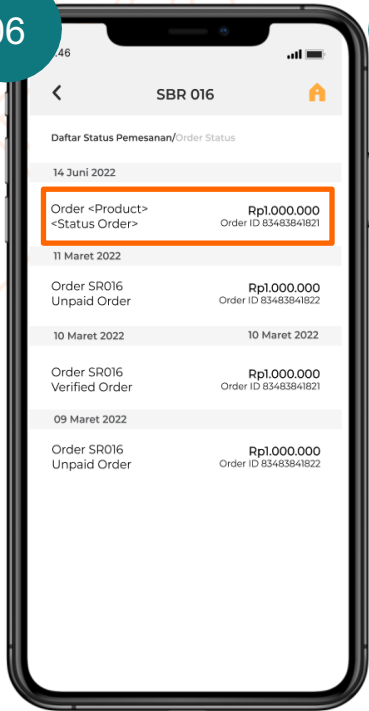 06
:46
SBR 016
Daftar Status Pemesanan/Order Status
14 Juni 2022
Order <Product> Rp1.000.000
<Status Order> Order ID 83483841821
11 Maret 2022
Order SR016 Rp1.000.000
Unpaid Order Order ID 83483841822
10 Maret 2022 10 Maret 2022
Order SR016 Rp1.000.000
Verified Order Order ID 83483841821
09 Maret 2022
Order SR016 Rp1.000.000
Unpaid Order Order ID 83483841822